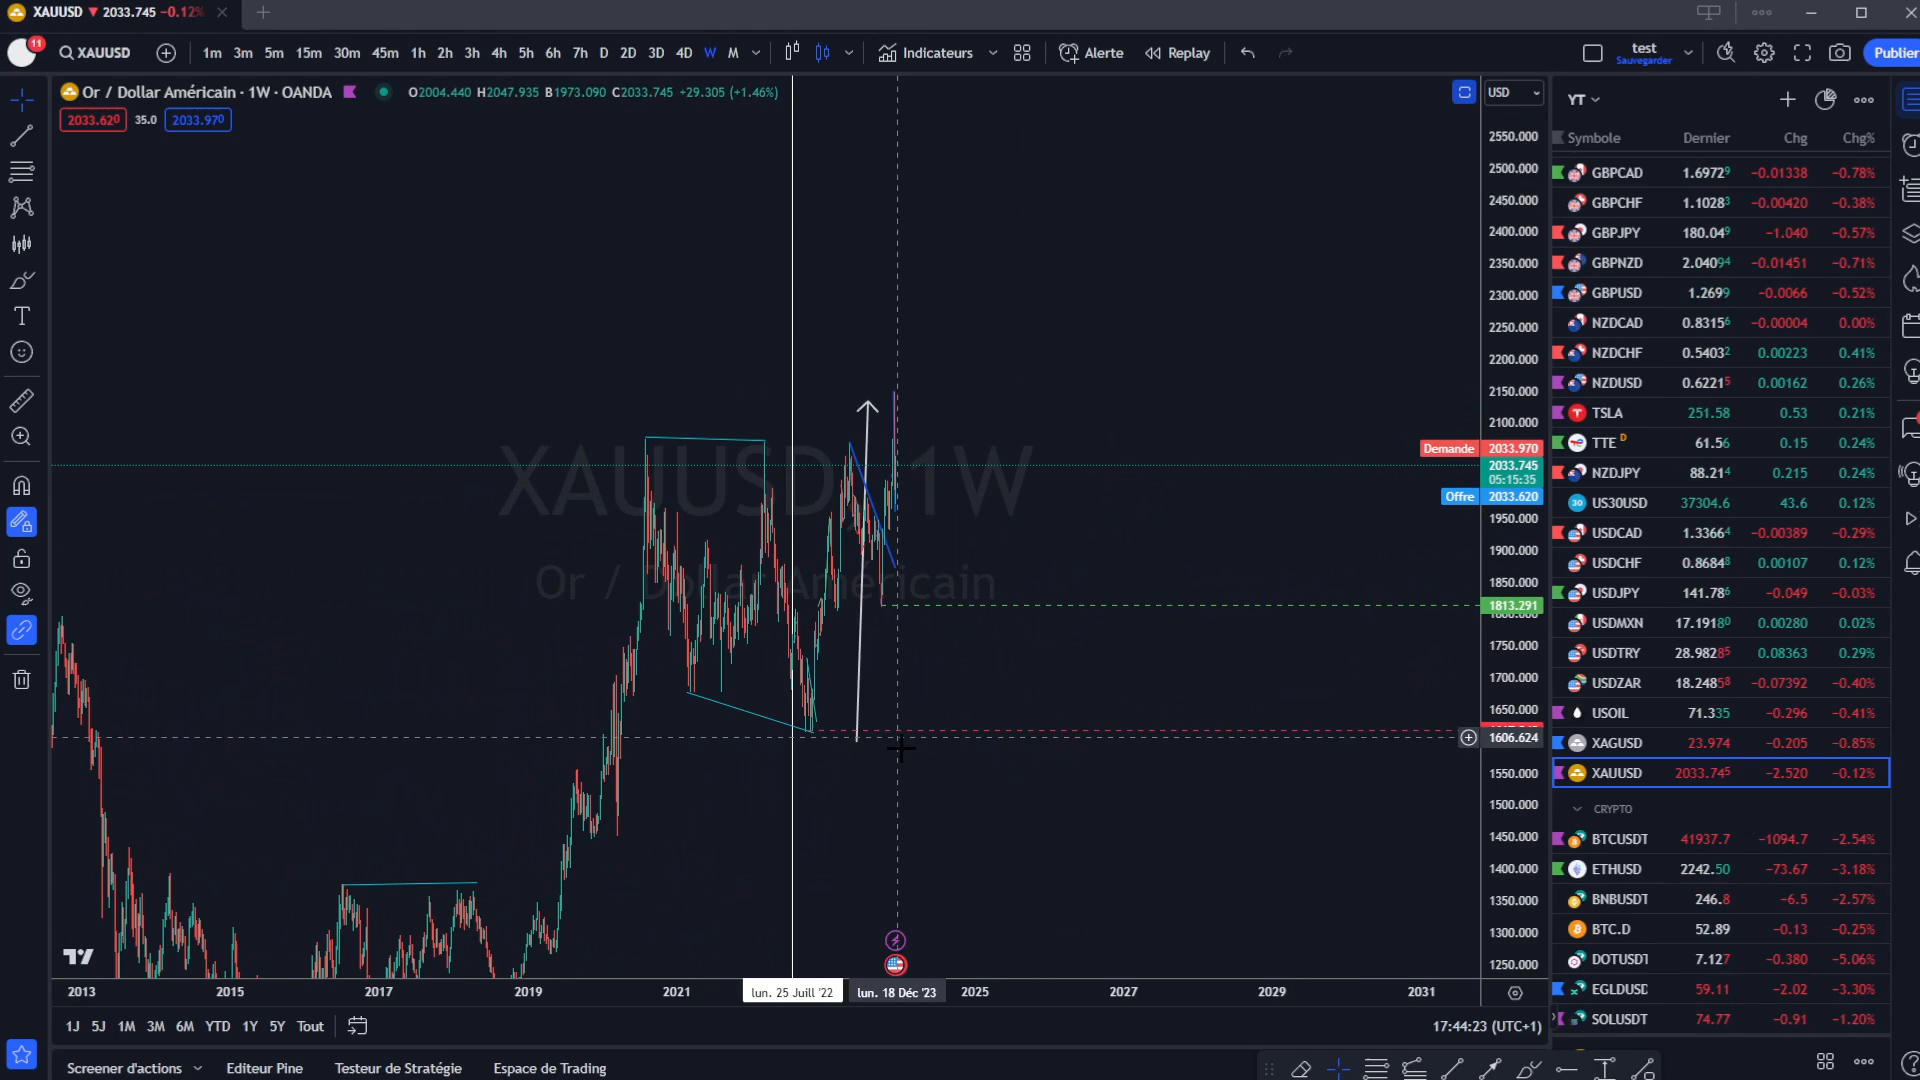 XAUUSD ▼ 2033.745 −0.12%
11
XAUUSD 1m 3m 5m 15m 30m 45m 1h 2h 3h 4h 5h 6h 7h D 2D 3D 4D W M Indicateurs Alerte Replay test Sauvegarder Publier
Or / Dollar Américain · 1W · OANDA O2004.440 H2047.935 B1973.090 C2033.745 +29.305 (+1.46%)
2033.620 35.0 2033.970
USD
XAUUSD, 1W
Or / Dollar Américain
2550.000
2500.000
2450.000
2400.000
2350.000
2300.000
2250.000
2200.000
2150.000
2100.000
Demande 2033.970
2033.745
05:15:35
Offre 2033.620
1950.000
1900.000
1850.000
1813.291
1800.000
1750.000
1700.000
1650.000
1606.624
1550.000
1500.000
1450.000
1400.000
1350.000
1300.000
1250.000
2013 2015 2017 2019 2021 lun. 25 Juill '22 lun. 18 Déc '23 2025 2027 2029 2031
1J 5J 1M 3M 6M YTD 1Y 5Y Tout 17:44:23 (UTC+1)
Screener d'actions Editeur Pine Testeur de Stratégie Espace de Trading
YT
Symbole Dernier Chg Chg%
GBPCAD 1.69729 −0.01338 −0.78%
GBPCHF 1.10283 −0.00420 −0.38%
GBPJPY 180.049 −1.040 −0.57%
GBPNZD 2.04094 −0.01451 −0.71%
GBPUSD 1.2699 −0.0066 −0.52%
NZDCAD 0.83156 −0.00004 0.00%
NZDCHF 0.54032 0.00223 0.41%
NZDUSD 0.62215 0.00162 0.26%
TSLA 251.58 0.53 0.21%
TTE D 61.56 0.15 0.24%
NZDJPY 88.214 0.215 0.24%
US30USD 37304.6 43.6 0.12%
USDCAD 1.33664 −0.00389 −0.29%
USDCHF 0.86848 0.00107 0.12%
USDJPY 141.786 −0.049 −0.03%
USDMXN 17.19180 0.00280 0.02%
USDTRY 28.98285 0.08363 0.29%
USDZAR 18.24858 −0.07392 −0.40%
USOIL 71.335 −0.296 −0.41%
XAGUSD 23.974 −0.205 −0.85%
XAUUSD 2033.745 −2.520 −0.12%
CRYPTO
BTCUSDT 41937.7 −1094.7 −2.54%
ETHUSD 2242.50 −73.67 −3.18%
BNBUSDT 246.8 −6.5 −2.57%
BTC.D 52.89 −0.13 −0.25%
DOTUSDT 7.127 −0.380 −5.06%
EGLDUSD 59.11 −2.02 −3.30%
SOLUSDT 74.77 −0.91 −1.20%